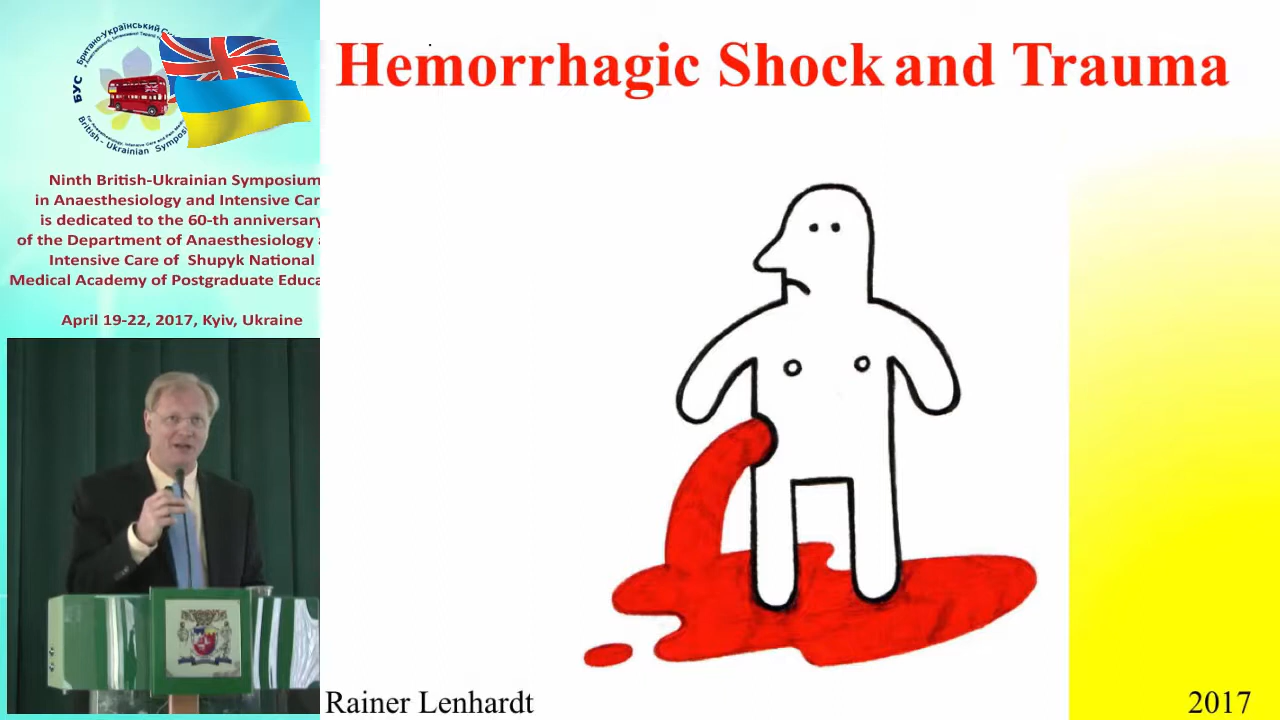 Британо-Український
БУС
British - Ukrainian Symposi
Ninth British-Ukrainian Symposium
in Anaesthesiology and Intensive Car
is dedicated to the 60-th anniversary
of the Department of Anaesthesiology
Intensive Care of Shupyk National
Medical Academy of Postgraduate Educa
April 19-22, 2017, Kyiv, Ukraine
Hemorrhagic Shock and Trauma
Rainer Lenhardt
2017